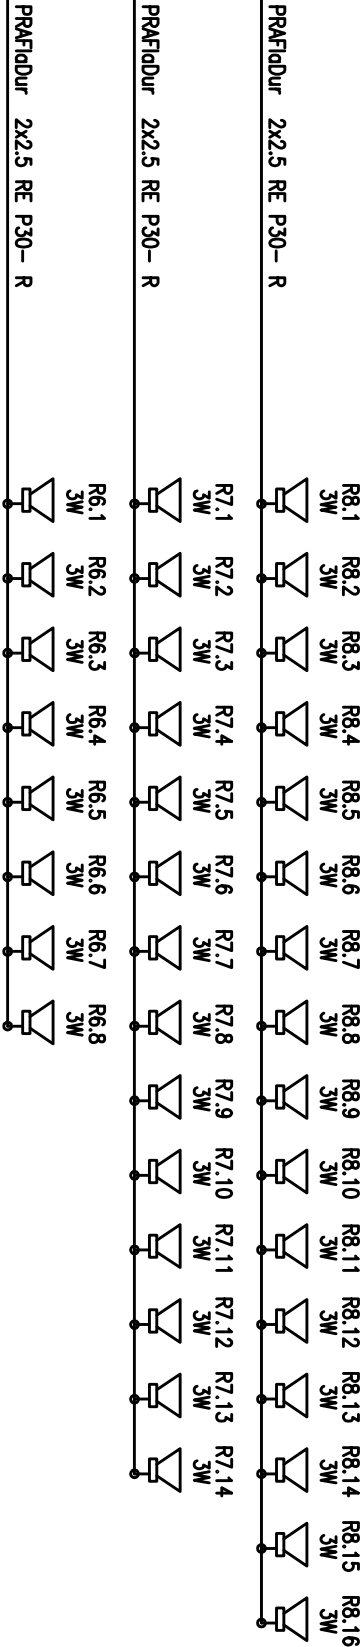 R8.1 R8.2 R8.3 R8.4 R8.5 R8.6 R8.7 R8.8 R8.9 R8.10 R8.11 R8.12 R8.13 R8.14 R8.15 R8.16
3W 3W 3W 3W 3W 3W 3W 3W 3W 3W 3W 3W 3W 3W 3W 3W
PRAFlaDur 2x2.5 RE P30- R
R7.1 R7.2 R7.3 R7.4 R7.5 R7.6 R7.7 R7.8 R7.9 R7.10 R7.11 R7.12 R7.13 R7.14
3W 3W 3W 3W 3W 3W 3W 3W 3W 3W 3W 3W 3W 3W
PRAFlaDur 2x2.5 RE P30- R
R6.1 R6.2 R6.3 R6.4 R6.5 R6.6 R6.7 R6.8
3W 3W 3W 3W 3W 3W 3W 3W
PRAFlaDur 2x2.5 RE P30- R